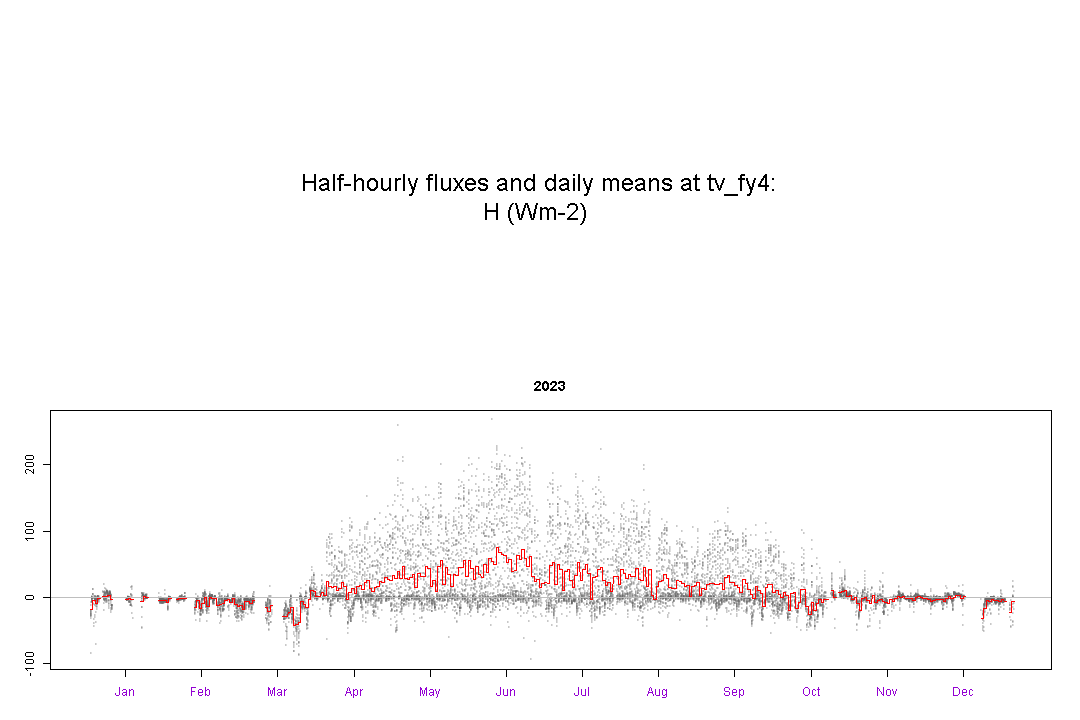 Half-hourly fluxes and daily means at tv_fy4:
H (Wm-2)
2023
200
100
0
-100
Jan Feb Mar Apr May Jun Jul Aug Sep Oct Nov Dec